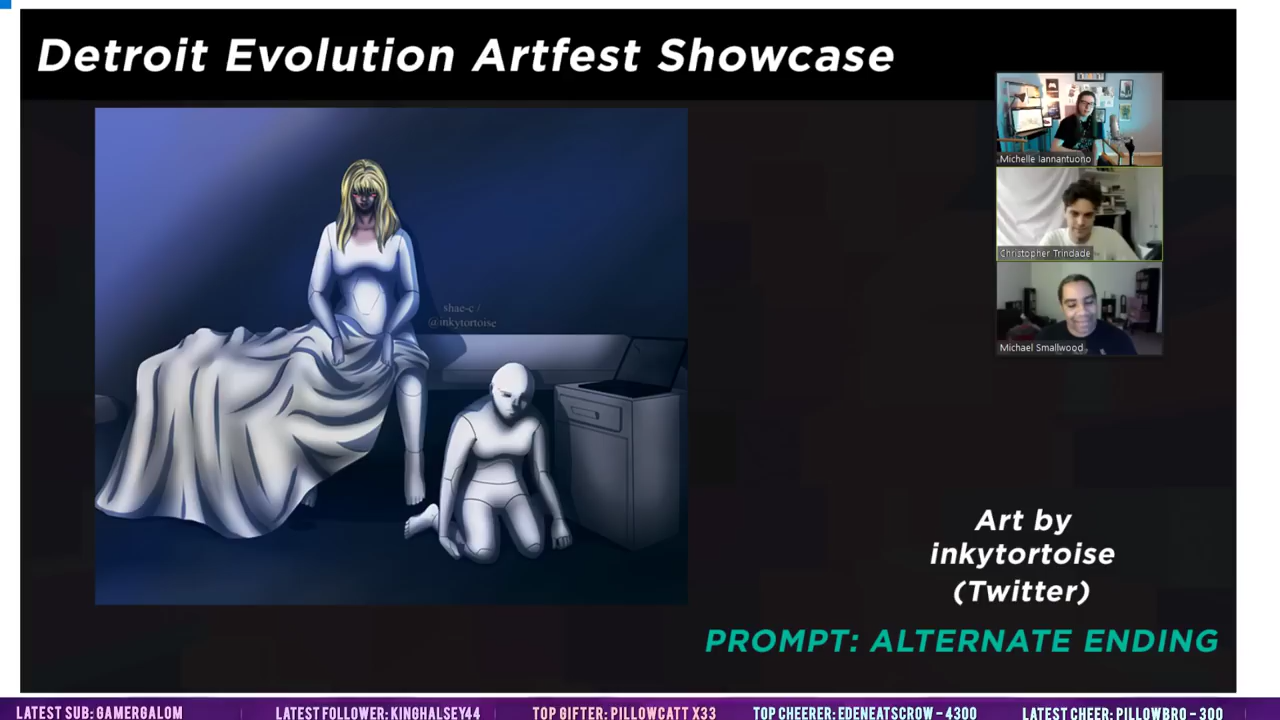 Detroit Evolution Artfest Showcase
Michelle Iannantuono
Christopher Trindade
Michael Smallwood
shae-c /
@inkytortoise
Art by
inkytortoise
(Twitter)
PROMPT: ALTERNATE ENDING
LATEST SUB: GAMERGALOM
LATEST FOLLOWER: KINGHALSEY44
TOP GIFTER: PILLOWCATT X33
TOP CHEERER: EDENEATSCROW - 4300
LATEST CHEER: PILLOWBRO - 300